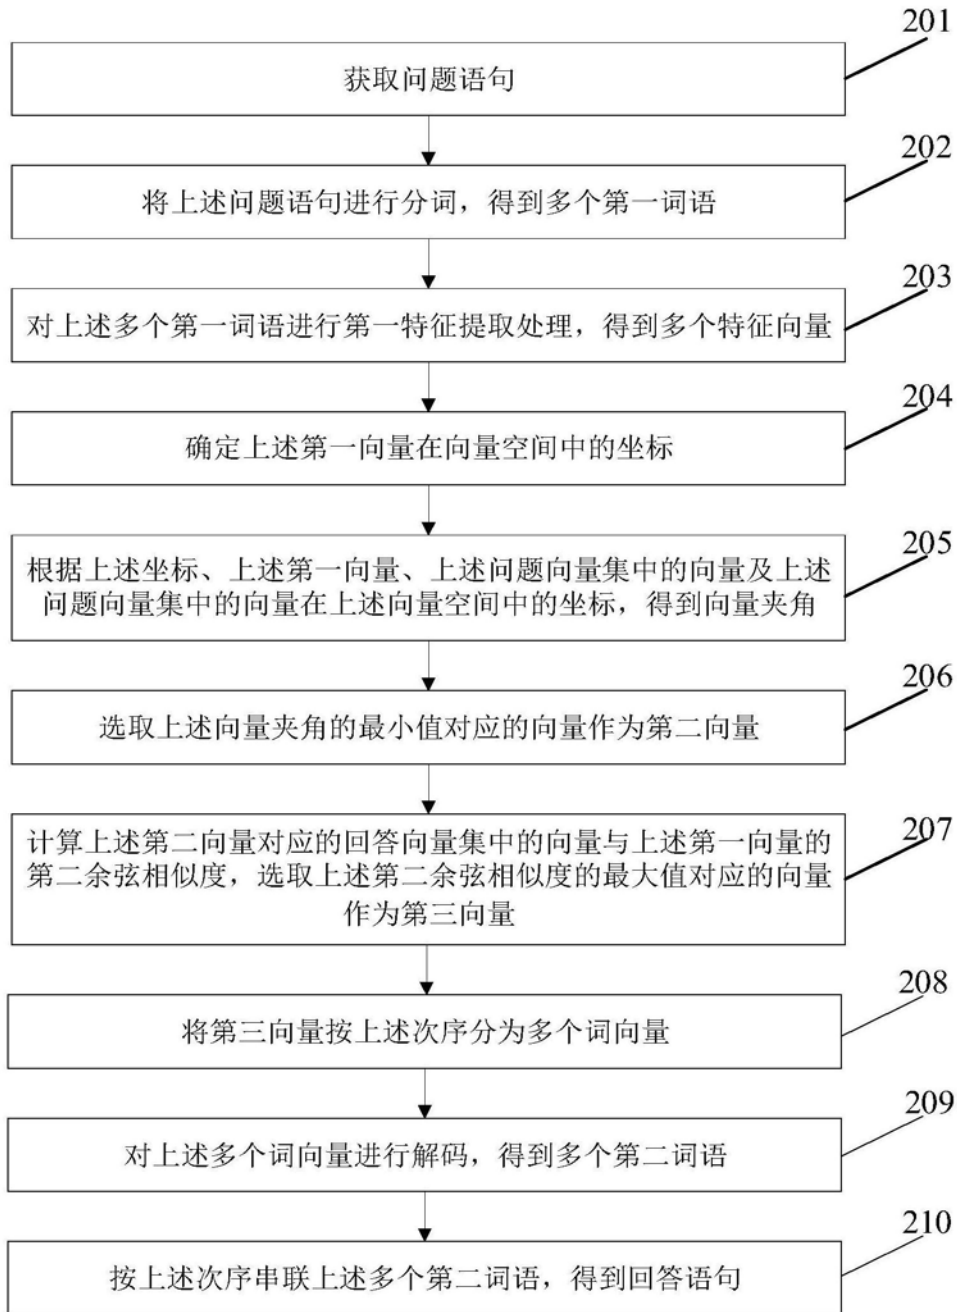 201
获取问题语句
202
将上述问题语句进行分词，得到多个第一词语
203
对上述多个第一词语进行第一特征提取处理，得到多个特征向量
204
确定上述第一向量在向量空间中的坐标
205
根据上述坐标、上述第一向量、上述问题向量集中的向量及上述
问题向量集中的向量在上述向量空间中的坐标，得到向量夹角
206
选取上述向量夹角的最小值对应的向量作为第二向量
207
计算上述第二向量对应的回答向量集中的向量与上述第一向量的
第二余弦相似度，选取上述第二余弦相似度的最大值对应的向量
作为第三向量
208
将第三向量按上述次序分为多个词向量
209
对上述多个词向量进行解码，得到多个第二词语
210
按上述次序串联上述多个第二词语，得到回答语句